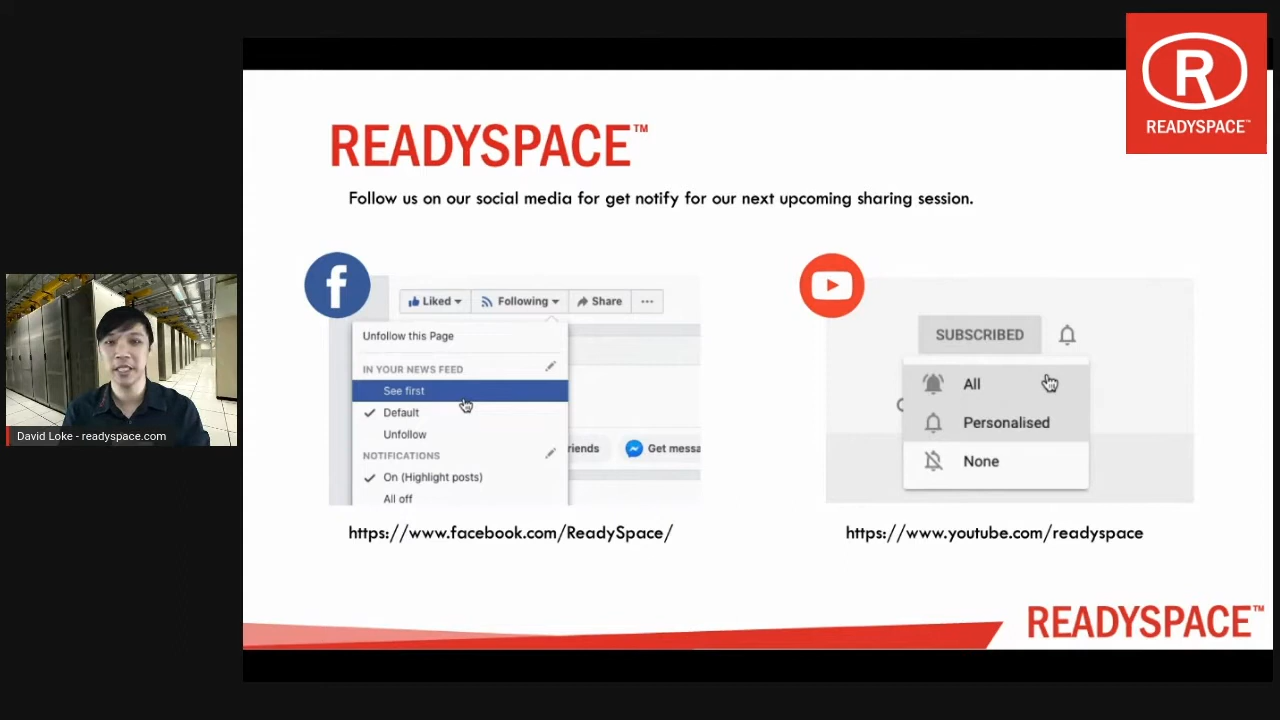 READYSPACE™
R
READYSPACE™
Follow us on our social media for get notify for our next upcoming sharing session.
Liked Following Share ...
Unfollow this Page
IN YOUR NEWS FEED
See first
Default
Unfollow
NOTIFICATIONS
On (Highlight posts)
All off
riends Get messa
https://www.facebook.com/ReadySpace/
SUBSCRIBED
All
Personalised
None
https://www.youtube.com/readyspace
David Loke - readyspace.com
READYSPACE™